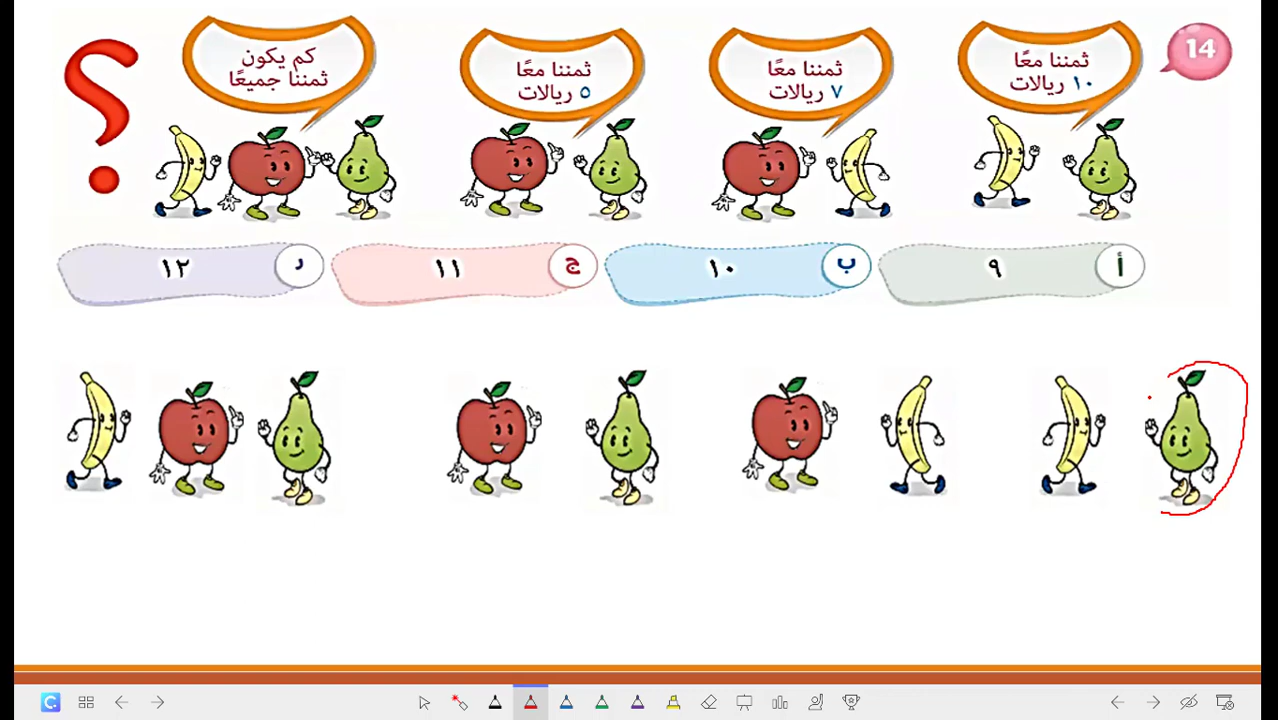 14
ثمننا معًا
١٠ ريالات
ثمننا معًا
٧ ريالات
ثمننا معًا
٥ ريالات
كم يكون
ثمننا جميعًا
؟
أ ٩
ب ١٠
ج ١١
د ١٢